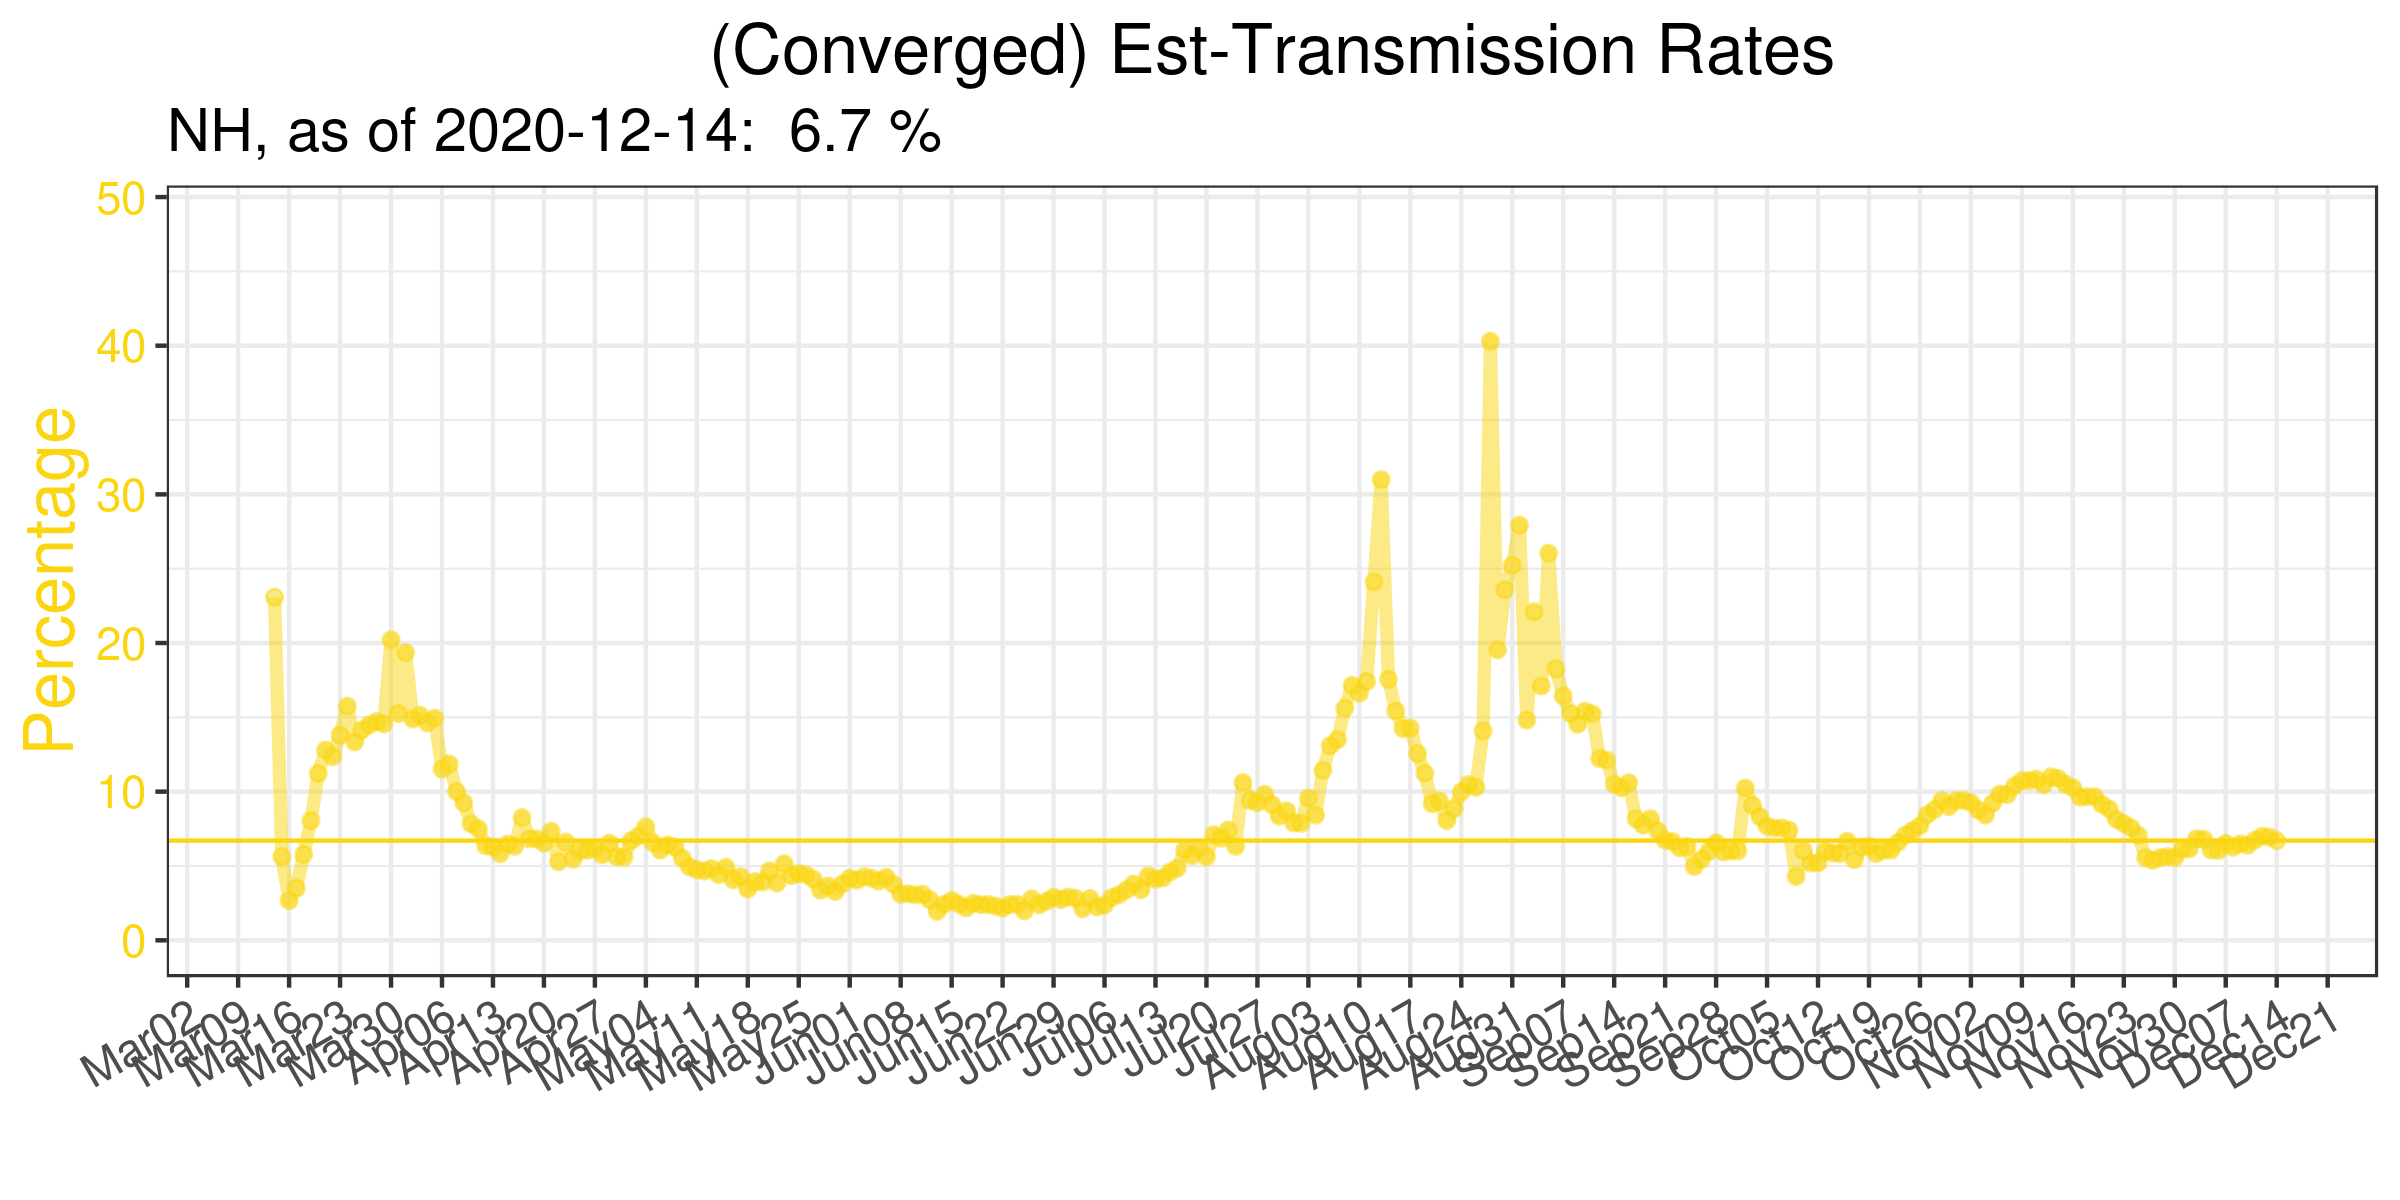 (Converged) Est-Transmission Rates
NH, as of 2020-12-14:  6.7 %
Percentage
50
40
30
20
10
0
Mar02
Mar09
Mar16
Mar23
Mar30
Apr06
Apr13
Apr20
Apr27
May04
May11
May18
May25
Jun01
Jun08
Jun15
Jun22
Jun29
Jul06
Jul13
Jul20
Jul27
Aug03
Aug10
Aug17
Aug24
Aug31
Sep07
Sep14
Sep21
Sep28
Oct05
Oct12
Oct19
Oct26
Nov02
Nov09
Nov16
Nov23
Nov30
Dec07
Dec14
Dec21